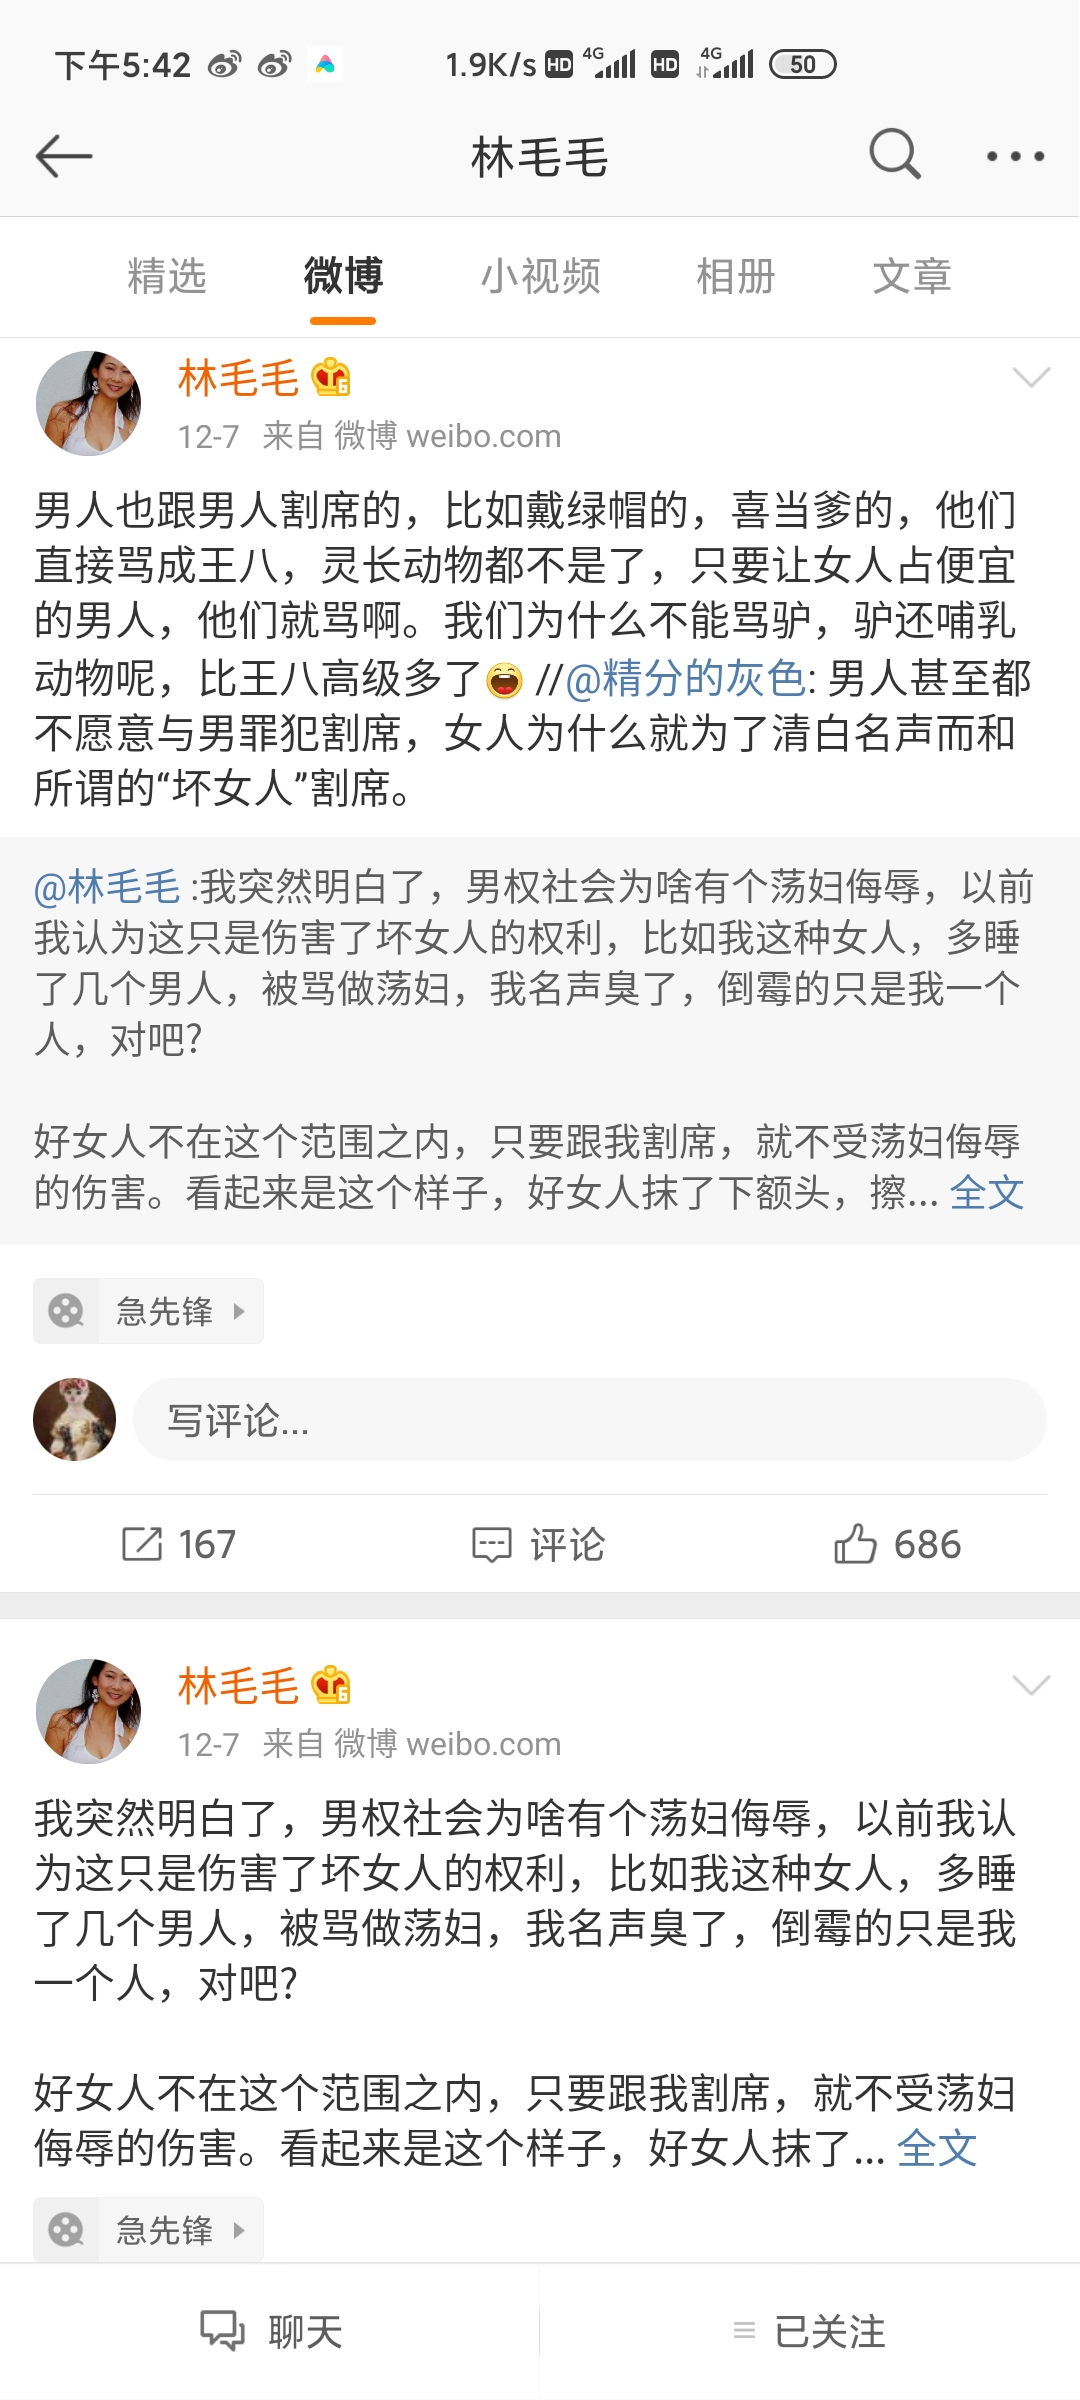 下午5:42 1.9K/s HD 4G HD 4G 50
林毛毛
精选 微博 小视频 相册 文章
林毛毛 6
12-7 来自 微博 weibo.com
男人也跟男人割席的，比如戴绿帽的，喜当爹的，他们
直接骂成王八，灵长动物都不是了，只要让女人占便宜
的男人，他们就骂啊。我们为什么不能骂驴，驴还哺乳
动物呢，比王八高级多了😄 //@精分的灰色: 男人甚至都
不愿意与男罪犯割席，女人为什么就为了清白名声而和
所谓的“坏女人”割席。
@林毛毛 :我突然明白了，男权社会为啥有个荡妇侮辱，以前
我认为这只是伤害了坏女人的权利，比如我这种女人，多睡
了几个男人，被骂做荡妇，我名声臭了，倒霉的只是我一个
人，对吧？
好女人不在这个范围之内，只要跟我割席，就不受荡妇侮辱
的伤害。看起来是这个样子，好女人抹了下额头，擦... 全文
急先锋
写评论...
167 评论 686
林毛毛 6
12-7 来自 微博 weibo.com
我突然明白了，男权社会为啥有个荡妇侮辱，以前我认
为这只是伤害了坏女人的权利，比如我这种女人，多睡
了几个男人，被骂做荡妇，我名声臭了，倒霉的只是我
一个人，对吧？
好女人不在这个范围之内，只要跟我割席，就不受荡妇
侮辱的伤害。看起来是这个样子，好女人抹了... 全文
急先锋
聊天 已关注